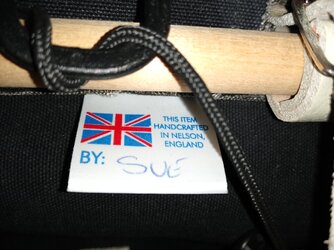 THIS ITEM
HANDCRAFTED
IN NELSON,
ENGLAND
BY: SUE